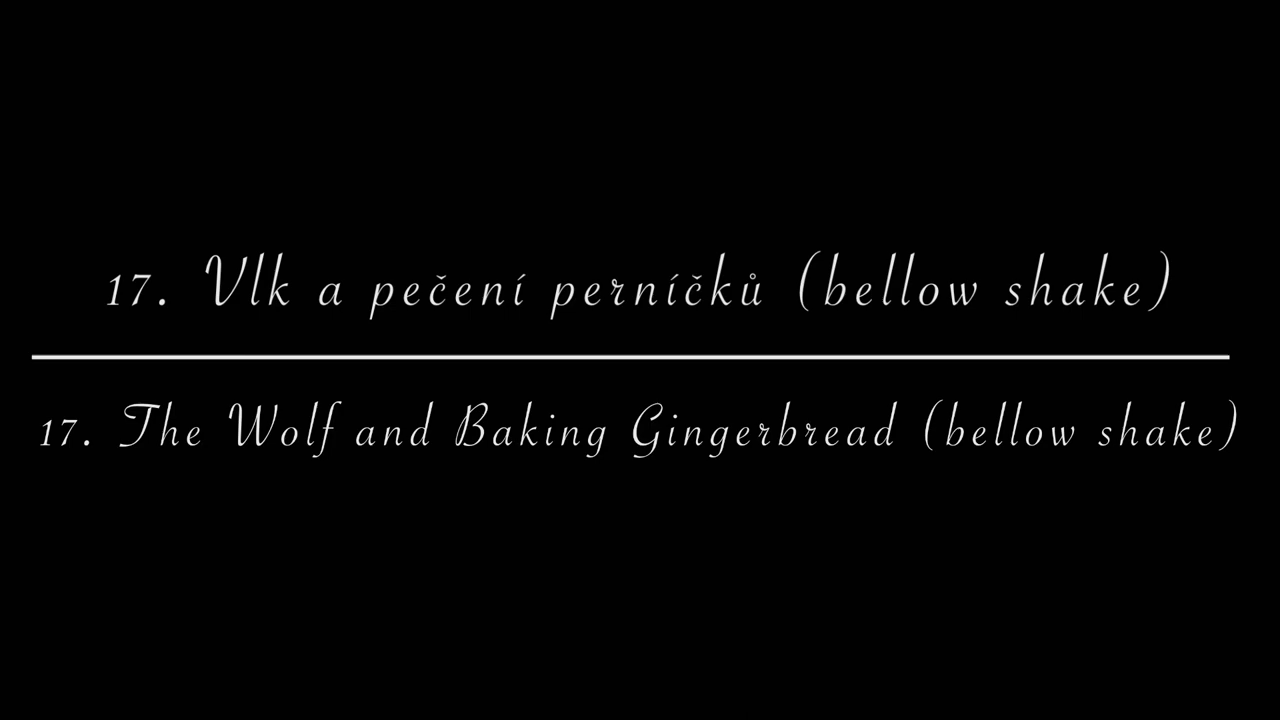 17. Vlk a pečení perníčků (bellow shake)
17. The Wolf and Baking Gingerbread (bellow shake)